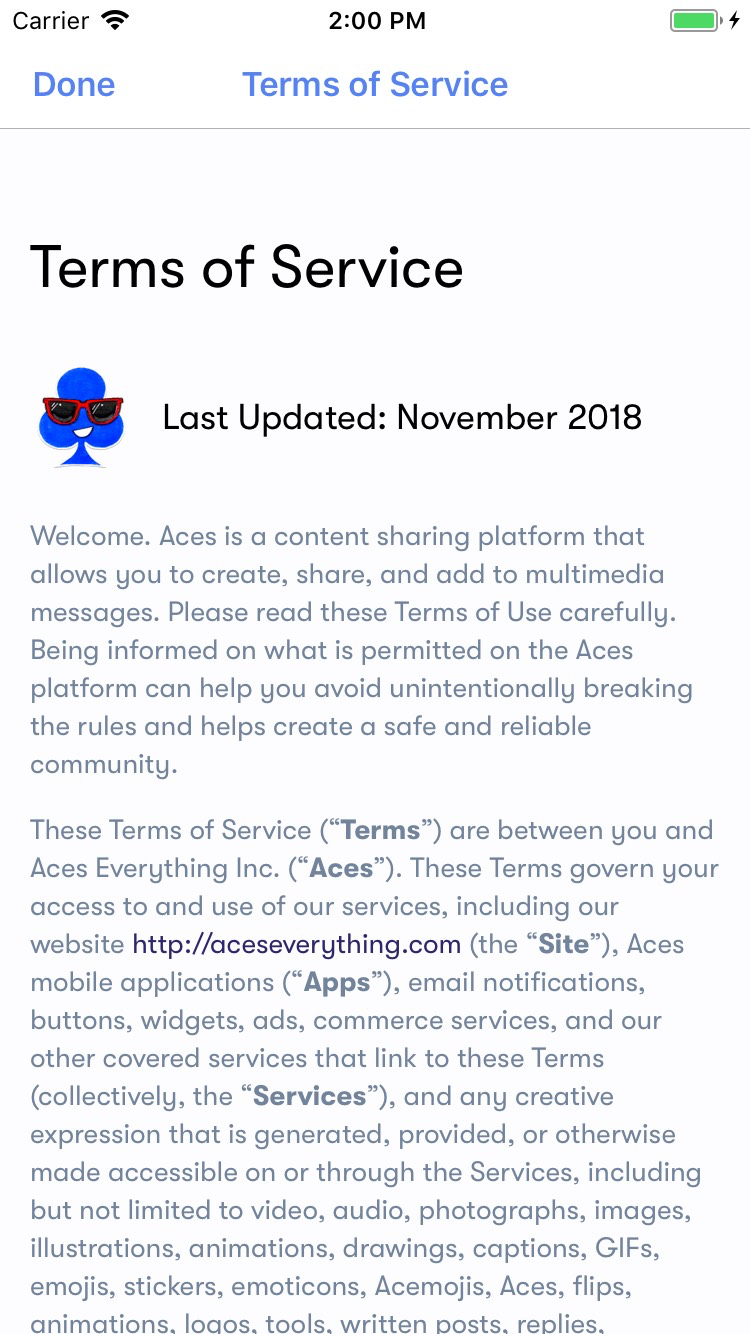 Carrier 2:00 PM
Done Terms of Service
Terms of Service
Last Updated: November 2018
Welcome. Aces is a content sharing platform that
allows you to create, share, and add to multimedia
messages. Please read these Terms of Use carefully.
Being informed on what is permitted on the Aces
platform can help you avoid unintentionally breaking
the rules and helps create a safe and reliable
community.
These Terms of Service (“Terms”) are between you and
Aces Everything Inc. (“Aces”). These Terms govern your
access to and use of our services, including our
website http://aceseverything.com (the “Site”), Aces
mobile applications (“Apps”), email notifications,
buttons, widgets, ads, commerce services, and our
other covered services that link to these Terms
(collectively, the “Services”), and any creative
expression that is generated, provided, or otherwise
made accessible on or through the Services, including
but not limited to video, audio, photographs, images,
illustrations, animations, drawings, captions, GIFs,
emojis, stickers, emoticons, Acemojis, Aces, flips,
animations, logos, tools, written posts, replies,